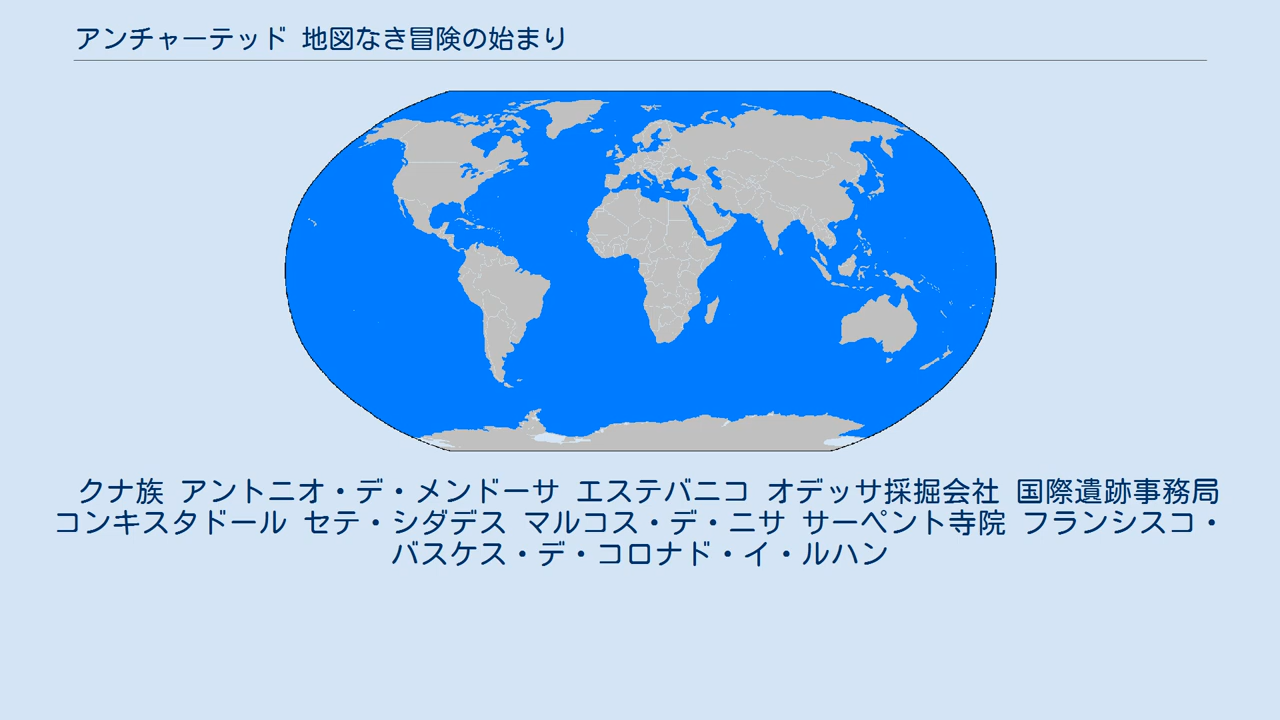 アンチャーテッド 地図なき冒険の始まり
クナ族 アントニオ・デ・メンドーサ エステバニコ オデッサ採掘会社 国際遺跡事務局
コンキスタドール セテ・シダデス マルコス・デ・ニサ サーペント寺院 フランシスコ・
バスケス・デ・コロナド・イ・ルハン